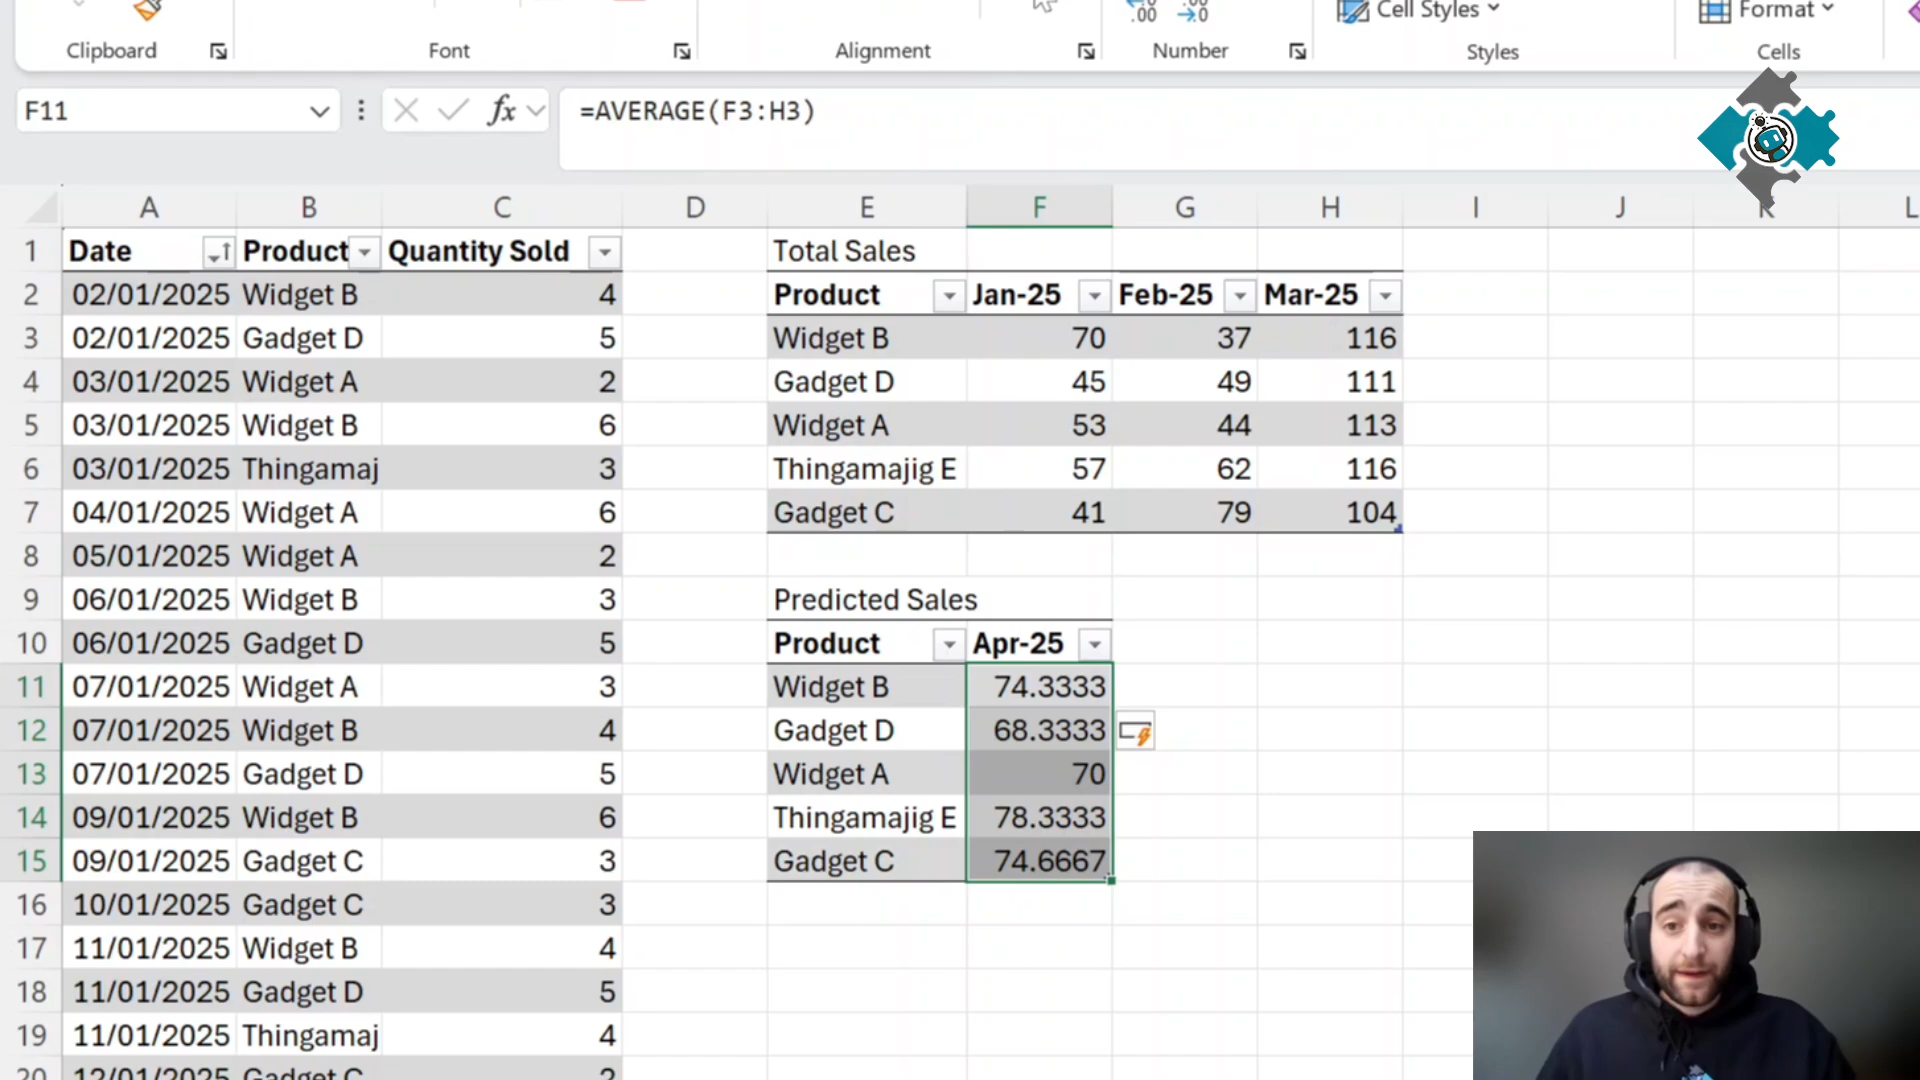 Clipboard
Font
Alignment
.00
.00
Number
Cell Styles
Styles
Format
Cells
F11
fx
=AVERAGE(F3:H3)
A B C D E F G H I J K L
1 Date Product Quantity Sold Total Sales
2 02/01/2025 Widget B 4 Product Jan-25 Feb-25 Mar-25
3 02/01/2025 Gadget D 5 Widget B 70 37 116
4 03/01/2025 Widget A 2 Gadget D 45 49 111
5 03/01/2025 Widget B 6 Widget A 53 44 113
6 03/01/2025 Thingamaj 3 Thingamajig E 57 62 116
7 04/01/2025 Widget A 6 Gadget C 41 79 104
8 05/01/2025 Widget A 2
9 06/01/2025 Widget B 3 Predicted Sales
10 06/01/2025 Gadget D 5 Product Apr-25
11 07/01/2025 Widget A 3 Widget B 74.3333
12 07/01/2025 Widget B 4 Gadget D 68.3333
13 07/01/2025 Gadget D 5 Widget A 70
14 09/01/2025 Widget B 6 Thingamajig E 78.3333
15 09/01/2025 Gadget C 3 Gadget C 74.6667
16 10/01/2025 Gadget C 3
17 11/01/2025 Widget B 4
18 11/01/2025 Gadget D 5
19 11/01/2025 Thingamaj 4
20 12/01/2025 Gadget C 2